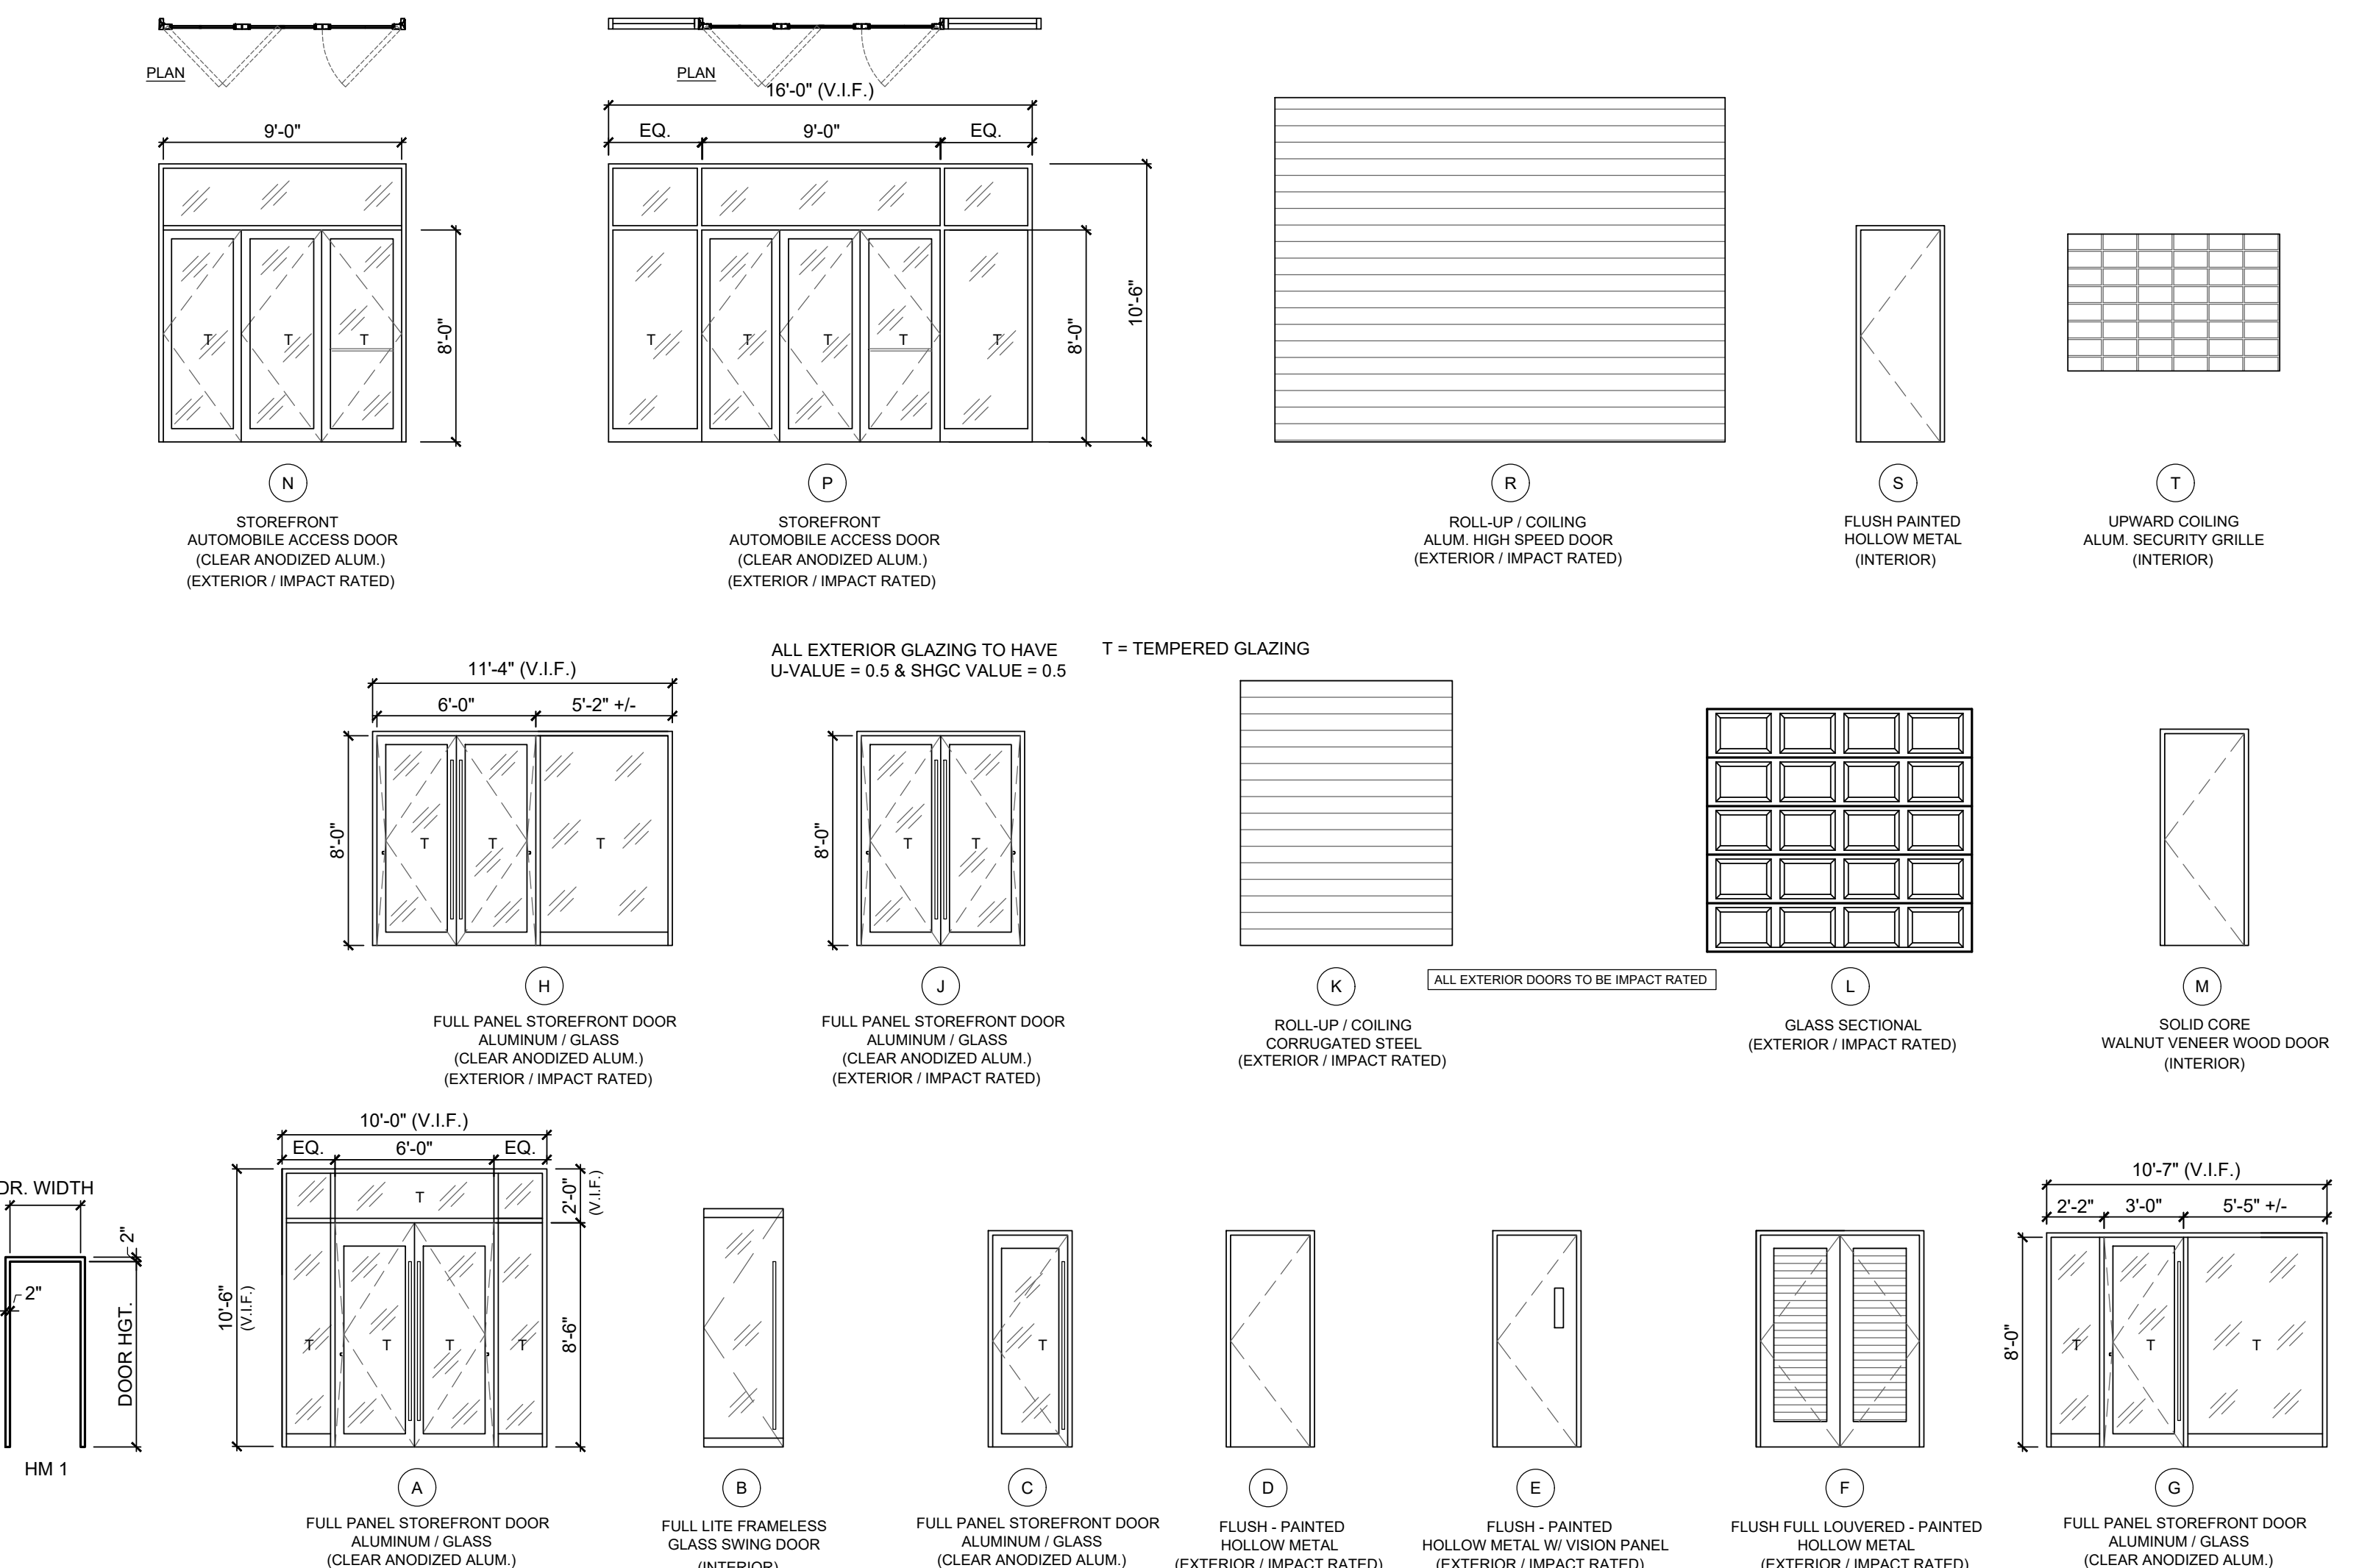 PLAN
PLAN
16'-0" (V.I.F.)
9'-0"
EQ.
9'-0"
EQ.
8'-0"
8'-0"
10'-6"
T
T
T
T
T
T
T
T
N
P
R
S
T
STOREFRONT
AUTOMOBILE ACCESS DOOR
(CLEAR ANODIZED ALUM.)
(EXTERIOR / IMPACT RATED)
STOREFRONT
AUTOMOBILE ACCESS DOOR
(CLEAR ANODIZED ALUM.)
(EXTERIOR / IMPACT RATED)
ROLL-UP / COILING
ALUM. HIGH SPEED DOOR
(EXTERIOR / IMPACT RATED)
FLUSH PAINTED
HOLLOW METAL
(INTERIOR)
UPWARD COILING
ALUM. SECURITY GRILLE
(INTERIOR)
ALL EXTERIOR GLAZING TO HAVE
U-VALUE = 0.5 & SHGC VALUE = 0.5
T = TEMPERED GLAZING
11'-4" (V.I.F.)
6'-0"
5'-2" +/-
8'-0"
T
T
T
8'-0"
T
T
H
J
K
ALL EXTERIOR DOORS TO BE IMPACT RATED
L
M
FULL PANEL STOREFRONT DOOR
ALUMINUM / GLASS
(CLEAR ANODIZED ALUM.)
(EXTERIOR / IMPACT RATED)
FULL PANEL STOREFRONT DOOR
ALUMINUM / GLASS
(CLEAR ANODIZED ALUM.)
(EXTERIOR / IMPACT RATED)
ROLL-UP / COILING
CORRUGATED STEEL
(EXTERIOR / IMPACT RATED)
GLASS SECTIONAL
(EXTERIOR / IMPACT RATED)
SOLID CORE
WALNUT VENEER WOOD DOOR
(INTERIOR)
DR. WIDTH
2"
2"
DOOR HGT.
HM 1
10'-0" (V.I.F.)
EQ.
6'-0"
EQ.
2'-0"
(V.I.F.)
10'-6"
(V.I.F.)
8'-6"
T
T
T
T
T
T
10'-7" (V.I.F.)
2'-2"
3'-0"
5'-5" +/-
8'-0"
T
T
T
A
B
C
D
E
F
G
FULL PANEL STOREFRONT DOOR
ALUMINUM / GLASS
(CLEAR ANODIZED ALUM.)
FULL LITE FRAMELESS
GLASS SWING DOOR
(INTERIOR)
FULL PANEL STOREFRONT DOOR
ALUMINUM / GLASS
(CLEAR ANODIZED ALUM.)
FLUSH - PAINTED
HOLLOW METAL
(EXTERIOR / IMPACT RATED)
FLUSH - PAINTED
HOLLOW METAL W/ VISION PANEL
(EXTERIOR / IMPACT RATED)
FLUSH FULL LOUVERED - PAINTED
HOLLOW METAL
(EXTERIOR / IMPACT RATED)
FULL PANEL STOREFRONT DOOR
ALUMINUM / GLASS
(CLEAR ANODIZED ALUM.)